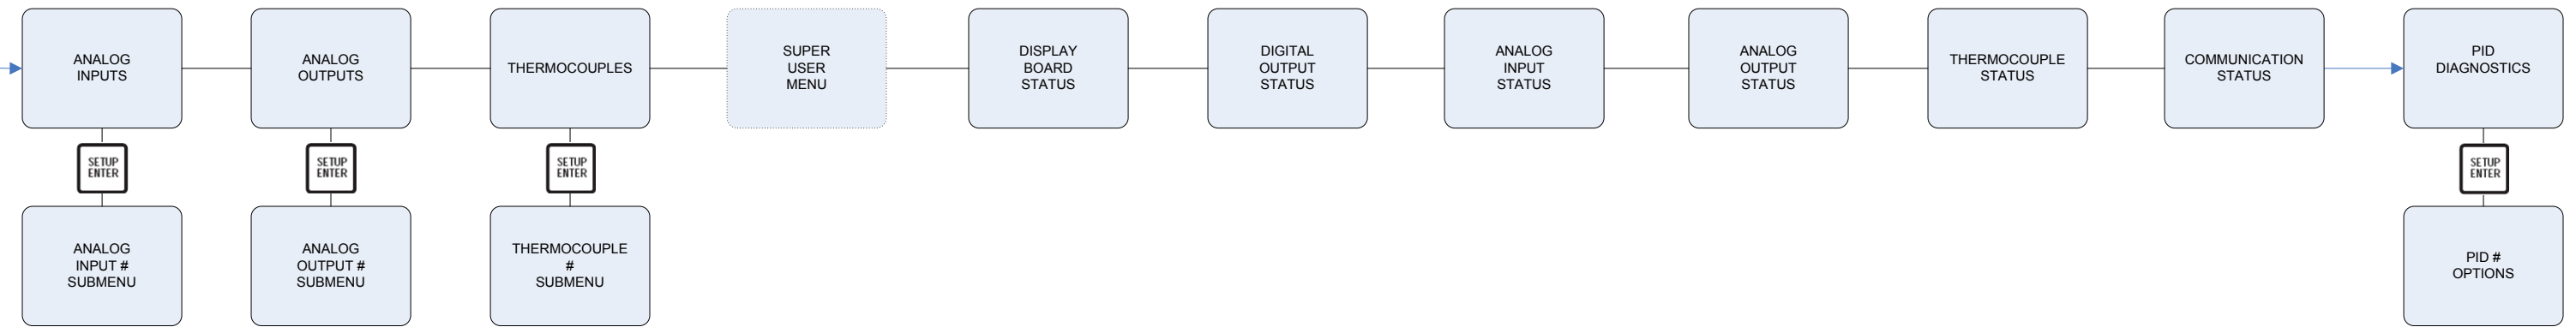 ANALOG
INPUTS
ANALOG
OUTPUTS
THERMOCOUPLES
SUPER
USER
MENU
DISPLAY
BOARD
STATUS
DIGITAL
OUTPUT
STATUS
ANALOG
INPUT
STATUS
ANALOG
OUTPUT
STATUS
THERMOCOUPLE
STATUS
COMMUNICATION
STATUS
PID
DIAGNOSTICS
SETUP
ENTER
SETUP
ENTER
SETUP
ENTER
SETUP
ENTER
ANALOG
INPUT #
SUBMENU
ANALOG
OUTPUT #
SUBMENU
THERMOCOUPLE
#
SUBMENU
PID #
OPTIONS